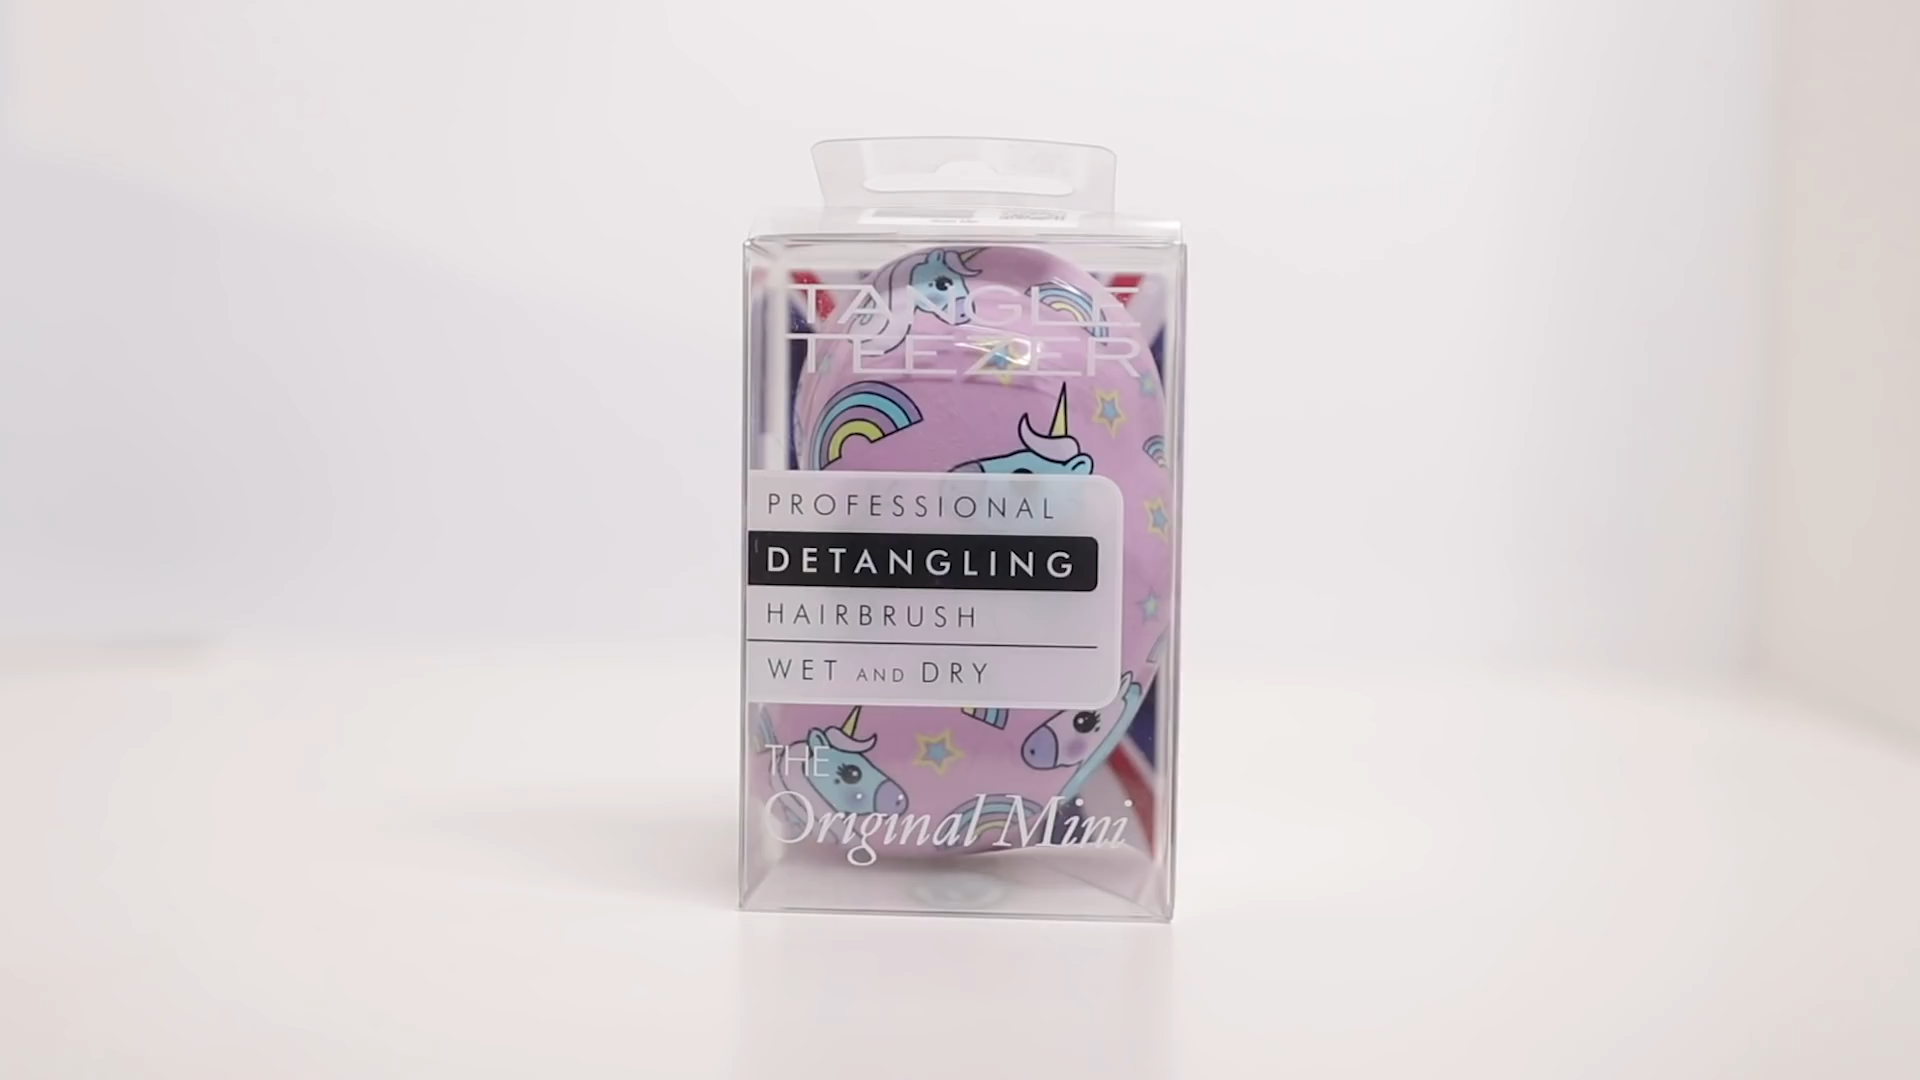 TANGLE
TEEZER
PROFESSIONAL
DETANGLING
HAIRBRUSH
WET AND DRY
THE
Original Mini